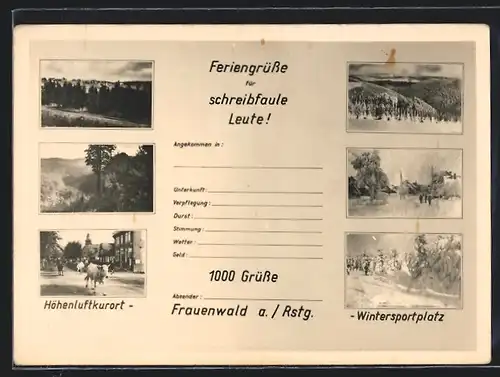 Feriengrüße
für
schreibfaule
Leute!
Angekommen in:
Unterkunft:
Verpflegung:
Durst:
Stimmung:
Wetter:
Geld:
1000 Grüße
Absender:
Höhenluftkurort - Frauenwald a./Rstg. - Wintersportplatz